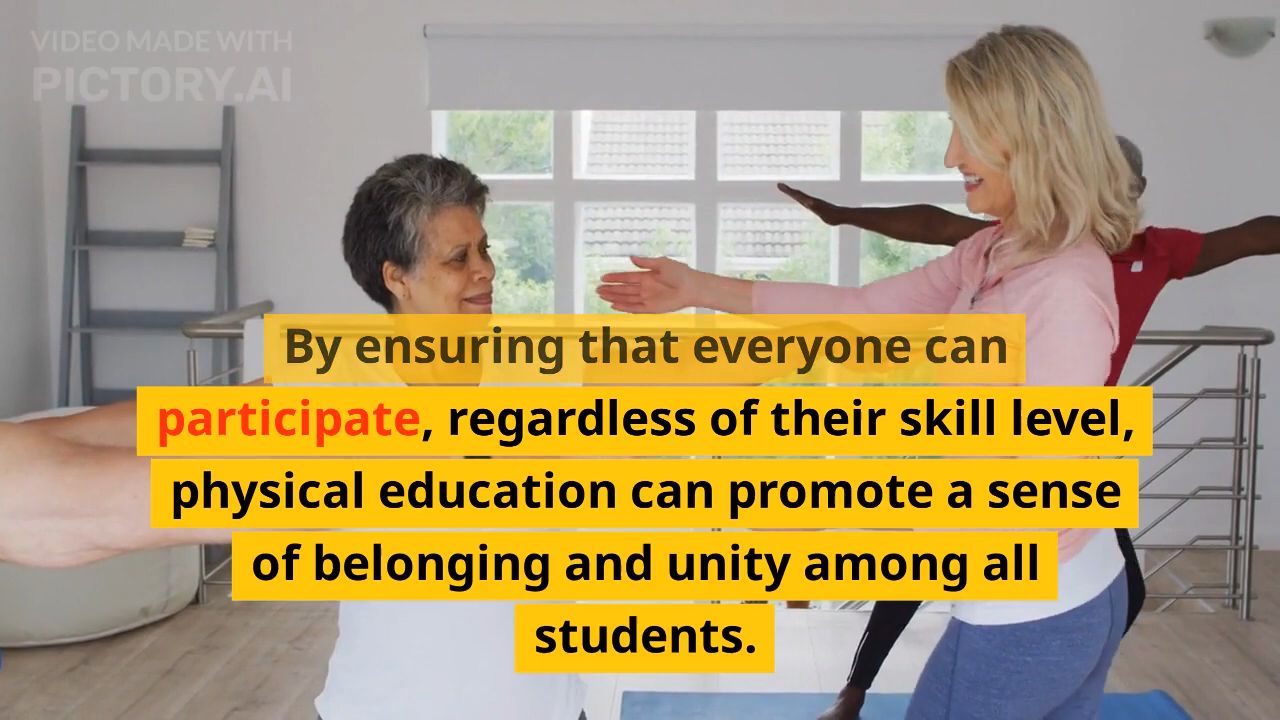 VIDEO MADE WITH
PICTORY.AI
By ensuring that everyone can
participate, regardless of their skill level,
physical education can promote a sense
of belonging and unity among all
students.